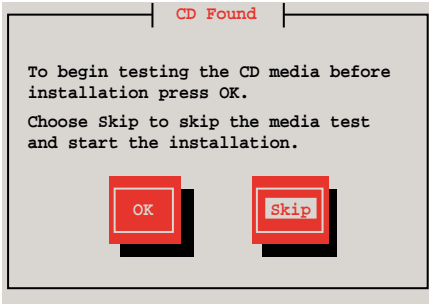 CD Found
To begin testing the CD media before
installation press OK.
Choose Skip to skip the media test
and start the installation.
OK Skip